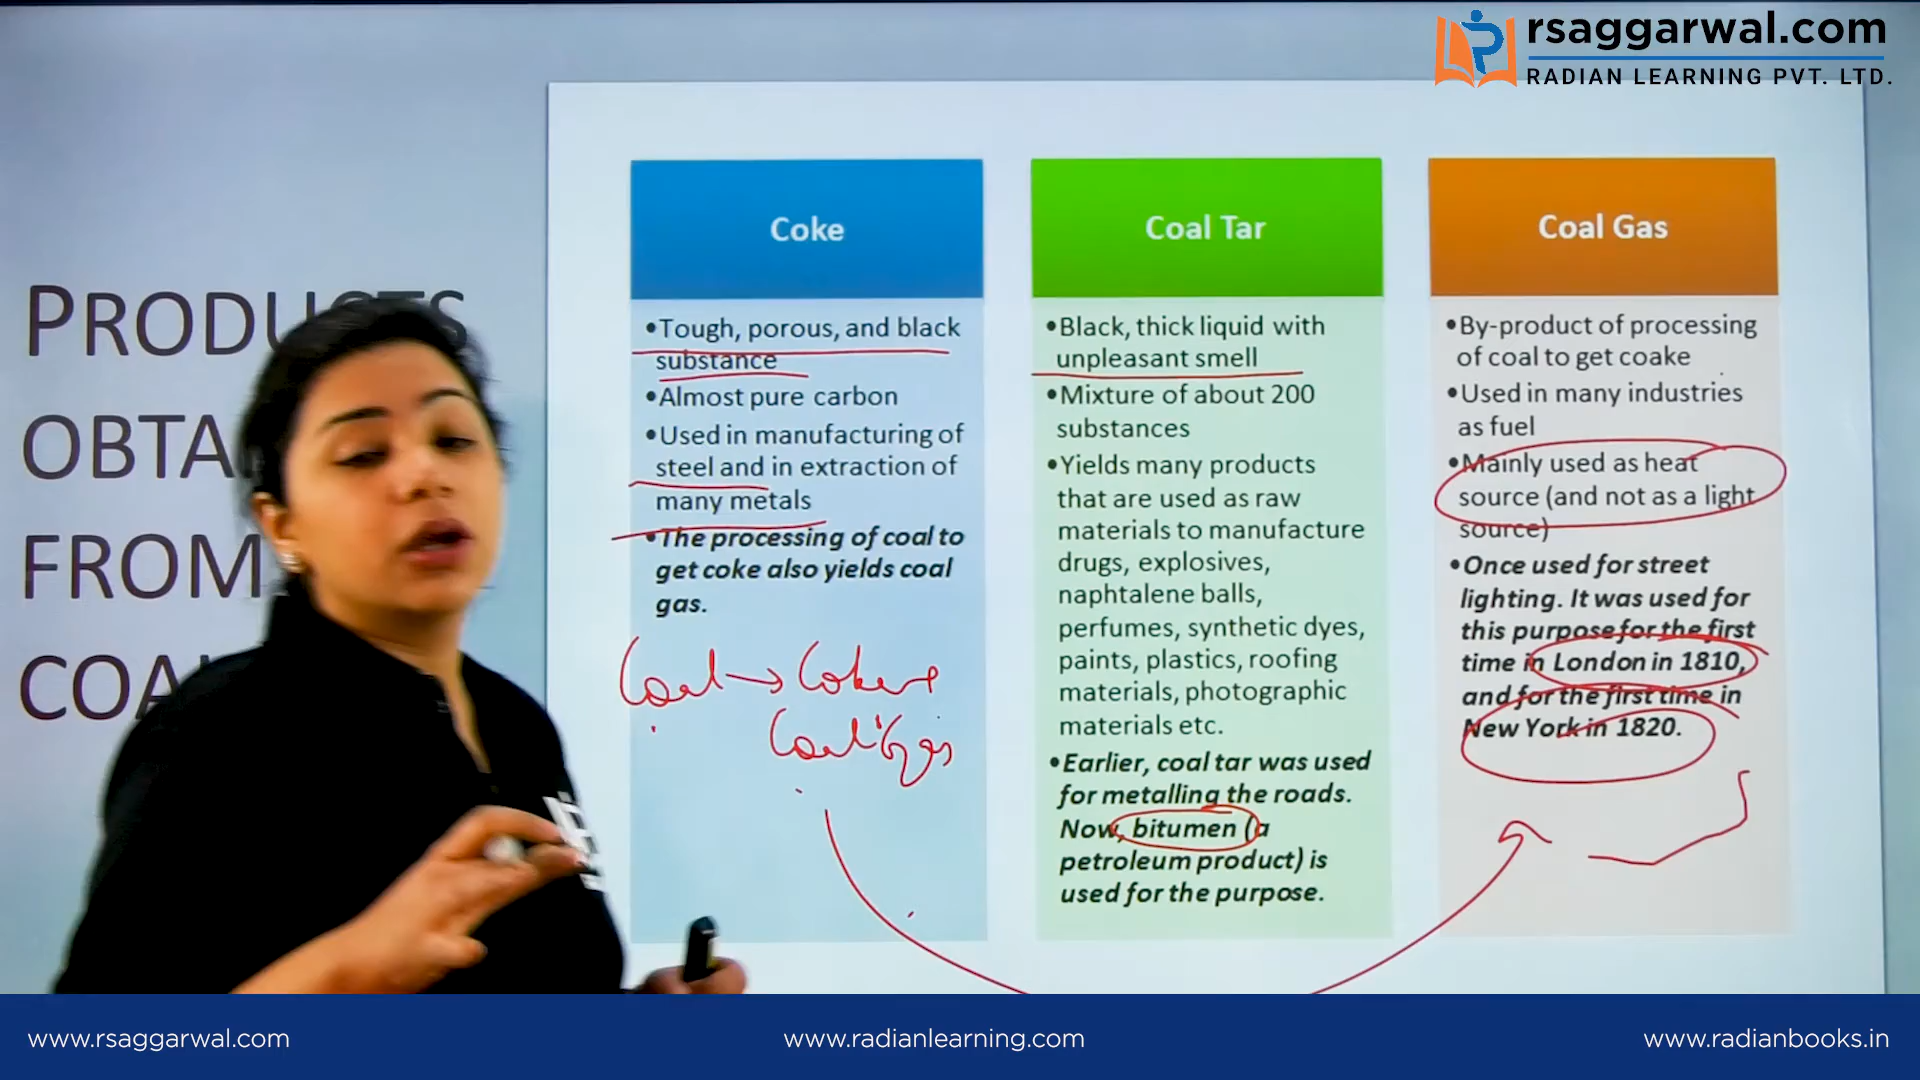 rsaggarwal.com
RADIAN LEARNING PVT. LTD.
FROM
Coke
•Tough, porous, and black
substance
•Almost pure carbon
•Used in manufacturing of
steel and in extraction of
many metals
•The processing of coal to
get coke also yields coal
gas.
Coal → Coke
Coal Gas
Coal Tar
•Black, thick liquid with
unpleasant smell
•Mixture of about 200
substances
•Yields many products
that are used as raw
materials to manufacture
drugs, explosives,
naphtalene balls,
perfumes, synthetic dyes,
paints, plastics, roofing
materials, photographic
materials etc.
•Earlier, coal tar was used
for metalling the roads.
Now, bitumen (a
petroleum product) is
used for the purpose.
Coal Gas
•By-product of processing
of coal to get coake
•Used in many industries
as fuel
•Mainly used as heat
source (and not as a light
source)
•Once used for street
lighting. It was used for
this purpose for the first
time in London in 1810,
and for the first time in
New York in 1820.
www.rsaggarwal.com
www.radianlearning.com
www.radianbooks.in